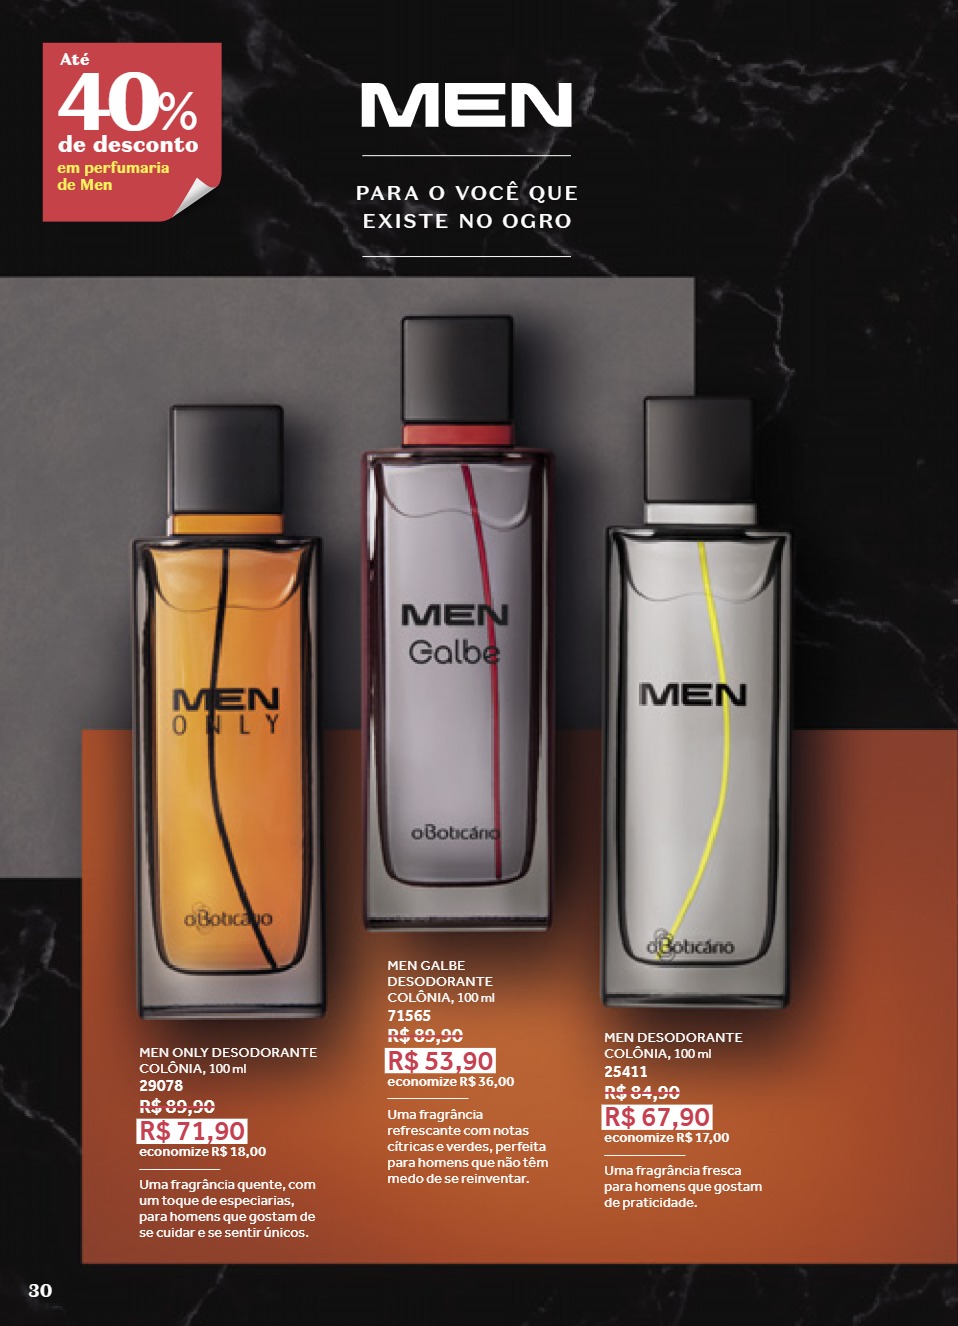 Até
40%
de desconto
em perfumaria
de Men
MEN
PARA O VOCÊ QUE
EXISTE NO OGRO
MEN
ONLY
oBoticário
MEN
Galbe
oBoticário
MEN
oBoticário
MEN ONLY DESODORANTE
COLÔNIA, 100 ml
29078
R$ 89,90
R$ 71,90
economize R$ 18,00
Uma fragrância quente, com
um toque de especiarias,
para homens que gostam de
se cuidar e se sentir únicos.
MEN GALBE
DESODORANTE
COLÔNIA, 100 ml
71565
R$ 89,90
R$ 53,90
economize R$ 36,00
Uma fragrância
refrescante com notas
cítricas e verdes, perfeita
para homens que não têm
medo de se reinventar.
MEN DESODORANTE
COLÔNIA, 100 ml
25411
R$ 84,90
R$ 67,90
economize R$ 17,00
Uma fragrância fresca
para homens que gostam
de praticidade.
30